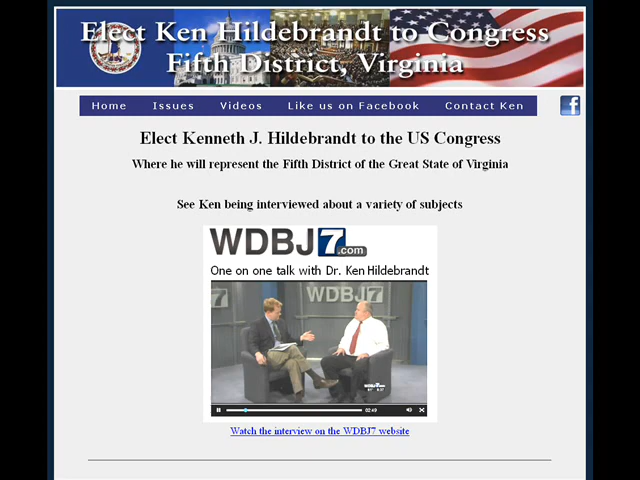 Elect Ken Hildebrandt to Congress
Fifth District, Virginia
Home Issues Videos Like us on Facebook Contact Ken
f
Elect Kenneth J. Hildebrandt to the US Congress
Where he will represent the Fifth District of the Great State of Virginia
See Ken being interviewed about a variety of subjects
WDBJ7.com
One on one talk with Dr. Ken Hildebrandt
WDBJ7
WDBJ7
02:49
Watch the interview on the WDBJ7 website